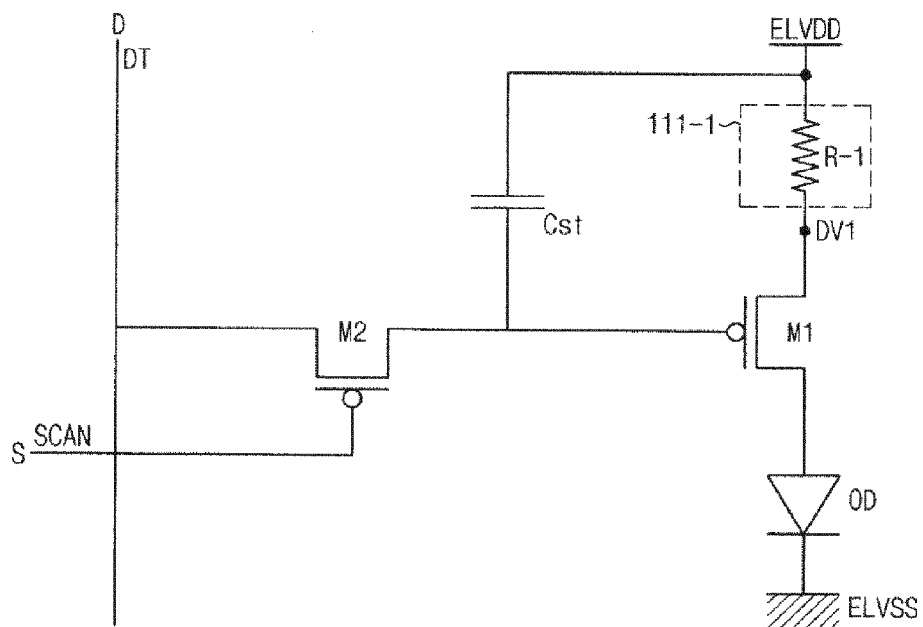 D
DT
ELVDD
111-1
R-1
Cst
DV1
M2
M1
S
SCAN
OD
ELVSS